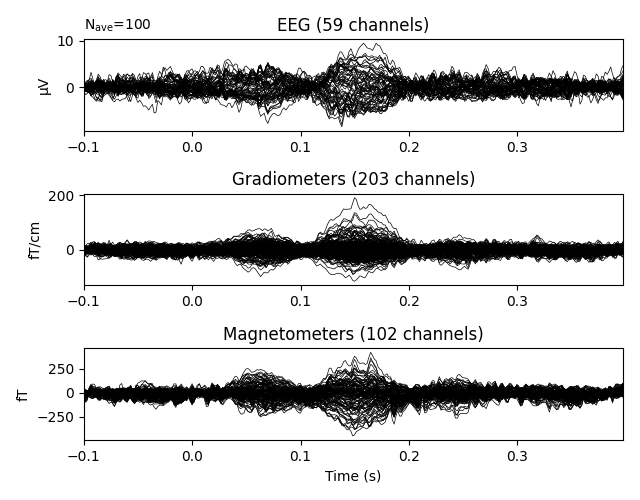 N_ave=100
EEG (59 channels)
10
0
µV
−0.1 0.0 0.1 0.2 0.3
Gradiometers (203 channels)
200
0
fT/cm
−0.1 0.0 0.1 0.2 0.3
Magnetometers (102 channels)
250
0
−250
fT
−0.1 0.0 0.1 0.2 0.3
Time (s)